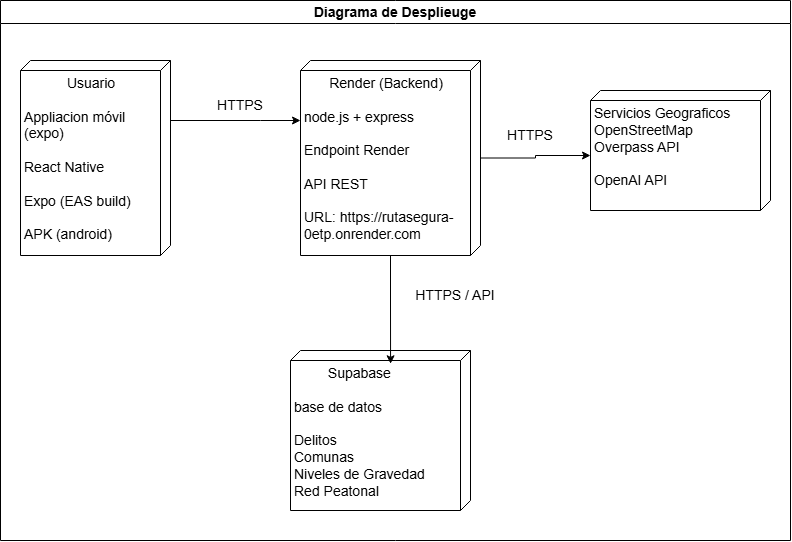 Diagrama de Desplieuge
Usuario
Appliacion móvil
(expo)
React Native
Expo (EAS build)
APK (android)
HTTPS
Render (Backend)
node.js + express
Endpoint Render
API REST
URL: https://rutasegura-
0etp.onrender.com
HTTPS
Servicios Geograficos
OpenStreetMap
Overpass API
OpenAI API
HTTPS / API
Supabase
base de datos
Delitos
Comunas
Niveles de Gravedad
Red Peatonal